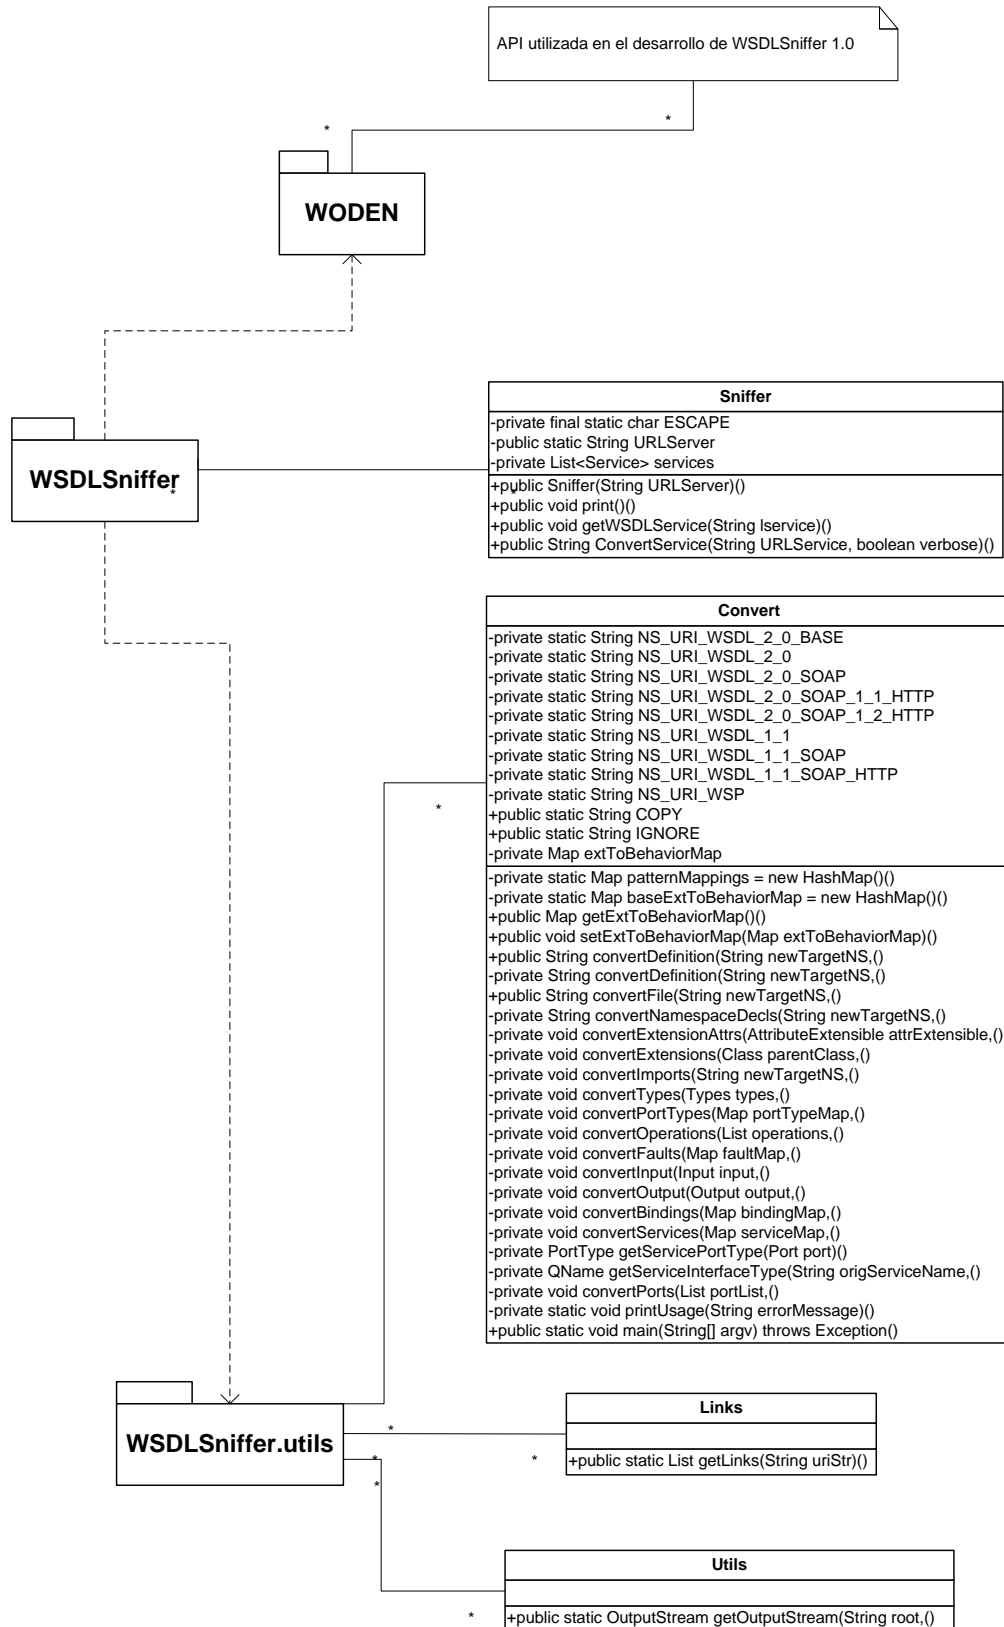 API utilizada en el desarrollo de WSDLSniffer 1.0
*
*
WODEN
WSDLSniffer
*
Sniffer
-private final static char ESCAPE
-public static String URLServer
-private List<Service> services
+public Sniffer(String URLServer)()
*
+public void print()()
+public void getWSDLService(String lservice)()
+public String ConvertService(String URLService, boolean verbose)()
Convert
-private static String NS_URI_WSDL_2_0_BASE
-private static String NS_URI_WSDL_2_0
-private static String NS_URI_WSDL_2_0_SOAP
-private static String NS_URI_WSDL_2_0_SOAP_1_1_HTTP
-private static String NS_URI_WSDL_2_0_SOAP_1_2_HTTP
-private static String NS_URI_WSDL_1_1
-private static String NS_URI_WSDL_1_1_SOAP
-private static String NS_URI_WSDL_1_1_SOAP_HTTP
-private static String NS_URI_WSP
+public static String COPY
+public static String IGNORE
-private Map extToBehaviorMap
*
-private static Map patternMappings = new HashMap()()
-private static Map baseExtToBehaviorMap = new HashMap()()
+public Map getExtToBehaviorMap()()
+public void setExtToBehaviorMap(Map extToBehaviorMap)()
+public String convertDefinition(String newTargetNS,()
-private String convertDefinition(String newTargetNS,()
+public String convertFile(String newTargetNS,()
-private String convertNamespaceDecls(String newTargetNS,()
-private void convertExtensionAttrs(AttributeExtensible attrExtensible,()
-private void convertExtensions(Class parentClass,()
-private void convertImports(String newTargetNS,()
-private void convertTypes(Types types,()
-private void convertPortTypes(Map portTypeMap,()
-private void convertOperations(List operations,()
-private void convertFaults(Map faultMap,()
-private void convertInput(Input input,()
-private void convertOutput(Output output,()
-private void convertBindings(Map bindingMap,()
-private void convertServices(Map serviceMap,()
-private PortType getServicePortType(Port port)()
-private QName getServiceInterfaceType(String origServiceName,()
-private void convertPorts(List portList,()
-private static void printUsage(String errorMessage)()
+public static void main(String[] argv) throws Exception()
WSDLSniffer.utils
*
*
*
*
Links
+public static List getLinks(String uriStr)()
Utils
*
+public static OutputStream getOutputStream(String root,()